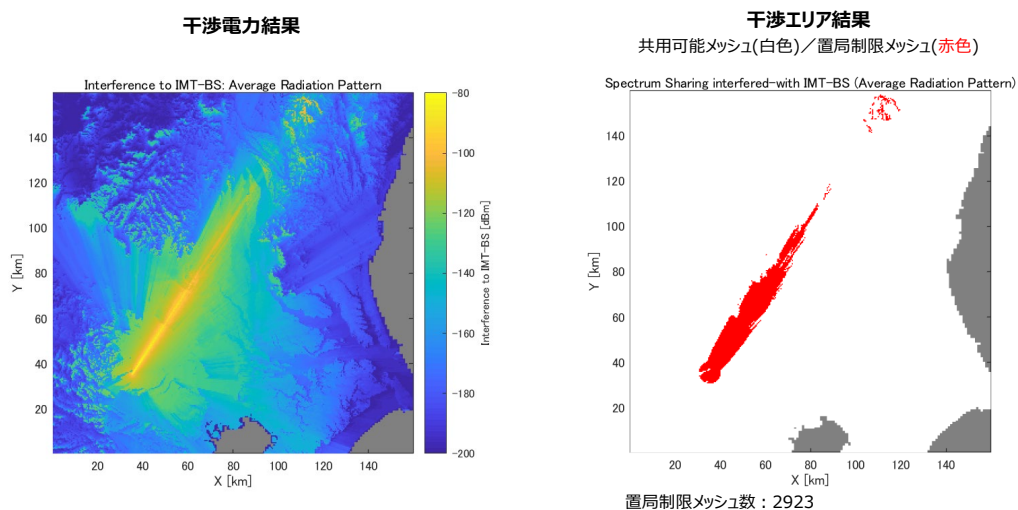 干渉電力結果
Interference to IMT-BS: Average Radiation Pattern
140
120
100
80
60
40
20
Y [km]
20 40 60 80 100 120 140
X [km]
-80
-100
-120
-140
-160
-180
-200
Interference to IMT-BS [dBm]
干渉エリア結果
共用可能メッシュ(白色)／置局制限メッシュ(赤色)
Spectrum Sharing interfered-with IMT-BS (Average Radiation Pattern)
140
120
100
80
60
40
20
Y [km]
20 40 60 80 100 120 140
X [km]
置局制限メッシュ数：2923